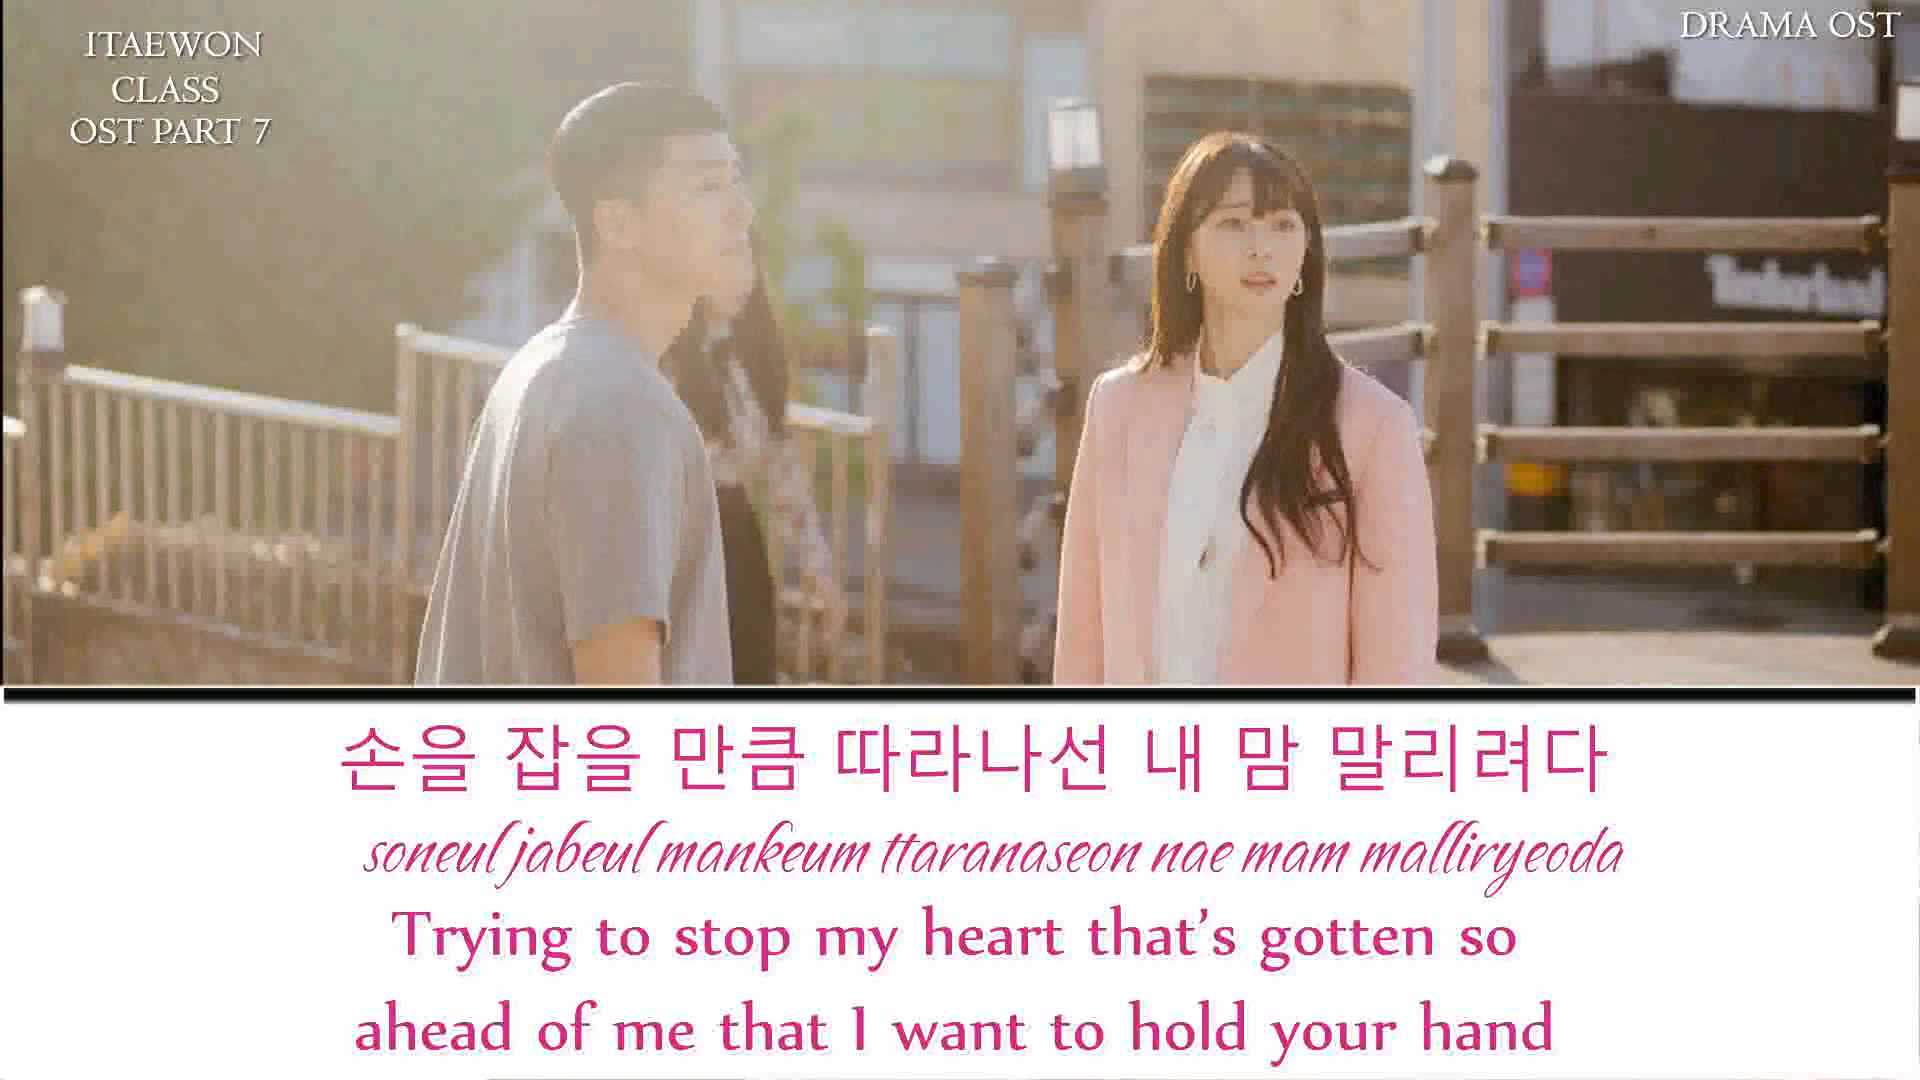 ITAEWON
CLASS
OST PART 7
DRAMA OST
Timberland
손을 잡을 만큼 따라나선 내 맘 말리려다
soneul jabeul mankeum ttaranaseon nae mam malliryeoda
Trying to stop my heart that's gotten so
ahead of me that I want to hold your hand